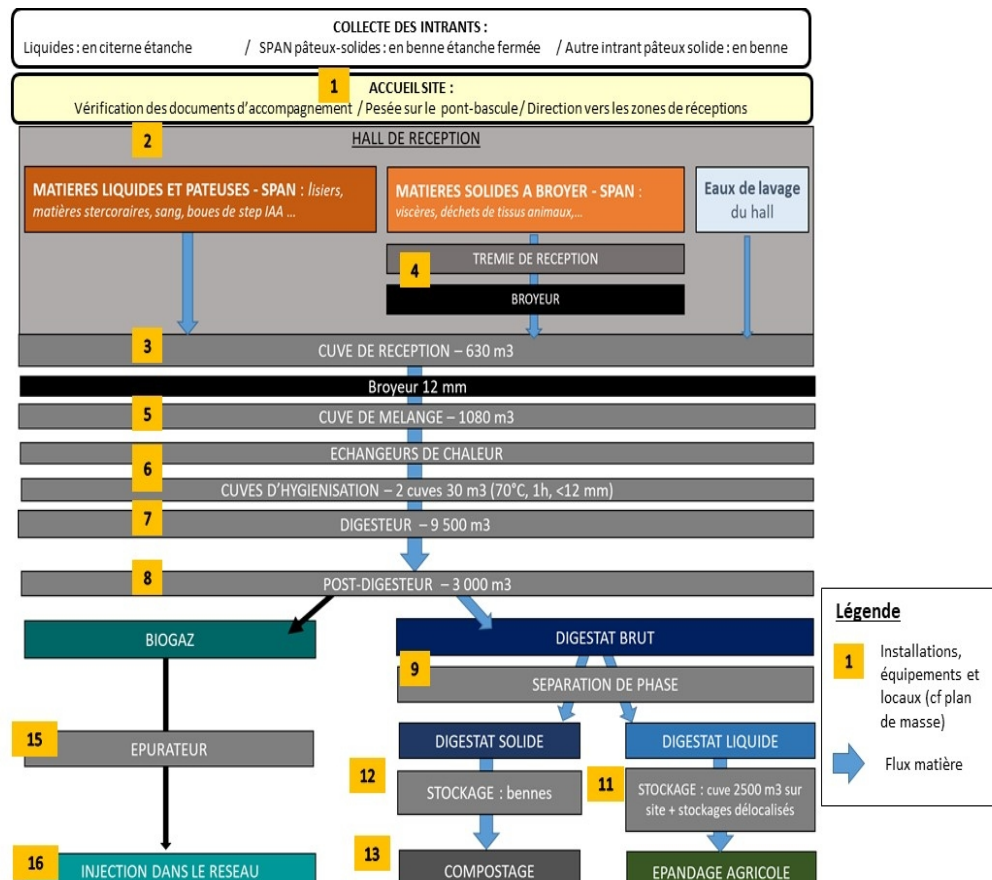 COLLECTE DES INTRANTS :
Liquides : en citerne étanche / SPAN pâteux-solides : en benne étanche fermée / Autre intrant pâteux solide : en benne
1
ACCUEIL SITE :
Vérification des documents d'accompagnement / Pesée sur le pont-bascule / Direction vers les zones de réceptions
2
HALL DE RECEPTION
MATIERES LIQUIDES ET PATEUSES - SPAN : lisiers,
matières stercoraires, sang, boues de step IAA ...
MATIERES SOLIDES A BROYER - SPAN :
viscères, déchets de tissus animaux,...
Eaux de lavage
du hall
4
TREMIE DE RECEPTION
BROYEUR
3
CUVE DE RECEPTION – 630 m3
Broyeur 12 mm
5
CUVE DE MELANGE – 1080 m3
ECHANGEURS DE CHALEUR
6
CUVES D'HYGIENISATION – 2 cuves 30 m3 (70°C, 1h, <12 mm)
7
DIGESTEUR – 9 500 m3
8
POST-DIGESTEUR – 3 000 m3
BIOGAZ
DIGESTAT BRUT
9
SEPARATION DE PHASE
15
EPURATEUR
DIGESTAT SOLIDE
DIGESTAT LIQUIDE
12
STOCKAGE : bennes
11
STOCKAGE : cuve 2500 m3 sur
site + stockages délocalisés
16
INJECTION DANS LE RESEAU
13
COMPOSTAGE
EPANDAGE AGRICOLE
Légende
1
Installations,
équipements et
locaux (cf plan
de masse)
Flux matière